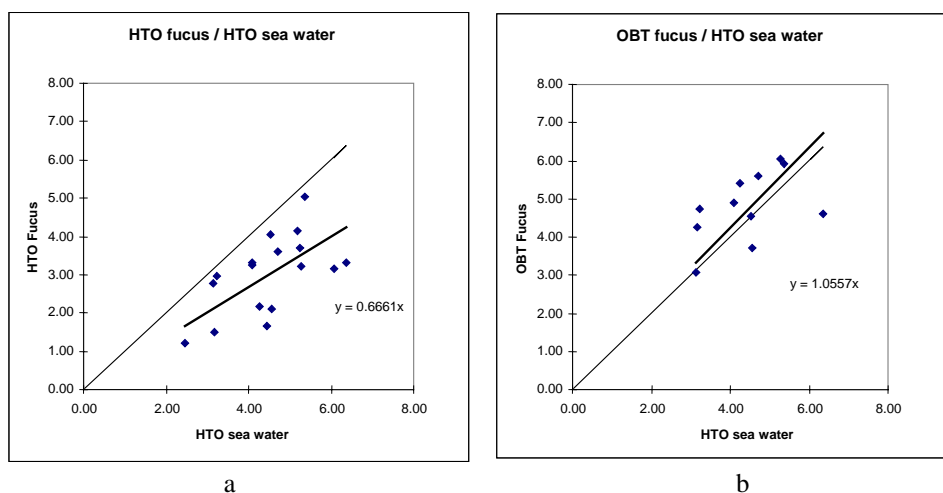 HTO fucus / HTO sea water
8.00
7.00
6.00
5.00
4.00
3.00
2.00
1.00
0.00
HTO Fucus
y = 0.6661x
0.00 2.00 4.00 6.00 8.00
HTO sea water
a
OBT fucus / HTO sea water
8.00
7.00
6.00
5.00
4.00
3.00
2.00
1.00
0.00
OBT Fucus
y = 1.0557x
0.00 2.00 4.00 6.00 8.00
HTO sea water
b